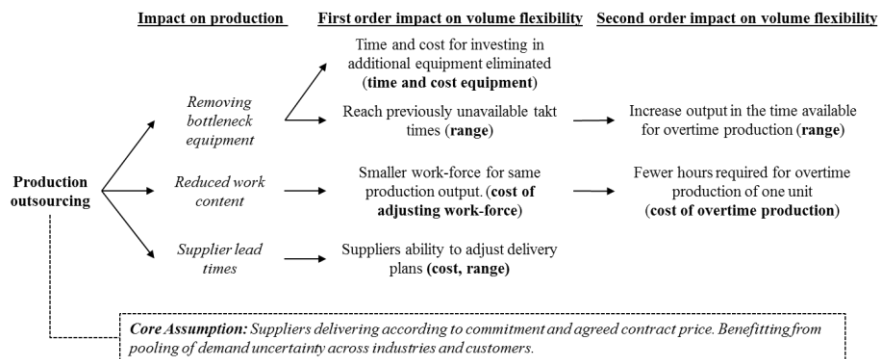 Impact on production
First order impact on volume flexibility
Second order impact on volume flexibility
Time and cost for investing in
additional equipment eliminated
(time and cost equipment)
Removing
bottleneck
equipment
Reach previously unavailable takt
times (range)
Increase output in the time available
for overtime production (range)
Production
outsourcing
Reduced work
content
Smaller work-force for same
production output. (cost of
adjusting work-force)
Fewer hours required for overtime
production of one unit
(cost of overtime production)
Supplier lead
times
Suppliers ability to adjust delivery
plans (cost, range)
Core Assumption: Suppliers delivering according to commitment and agreed contract price. Benefitting from
pooling of demand uncertainty across industries and customers.